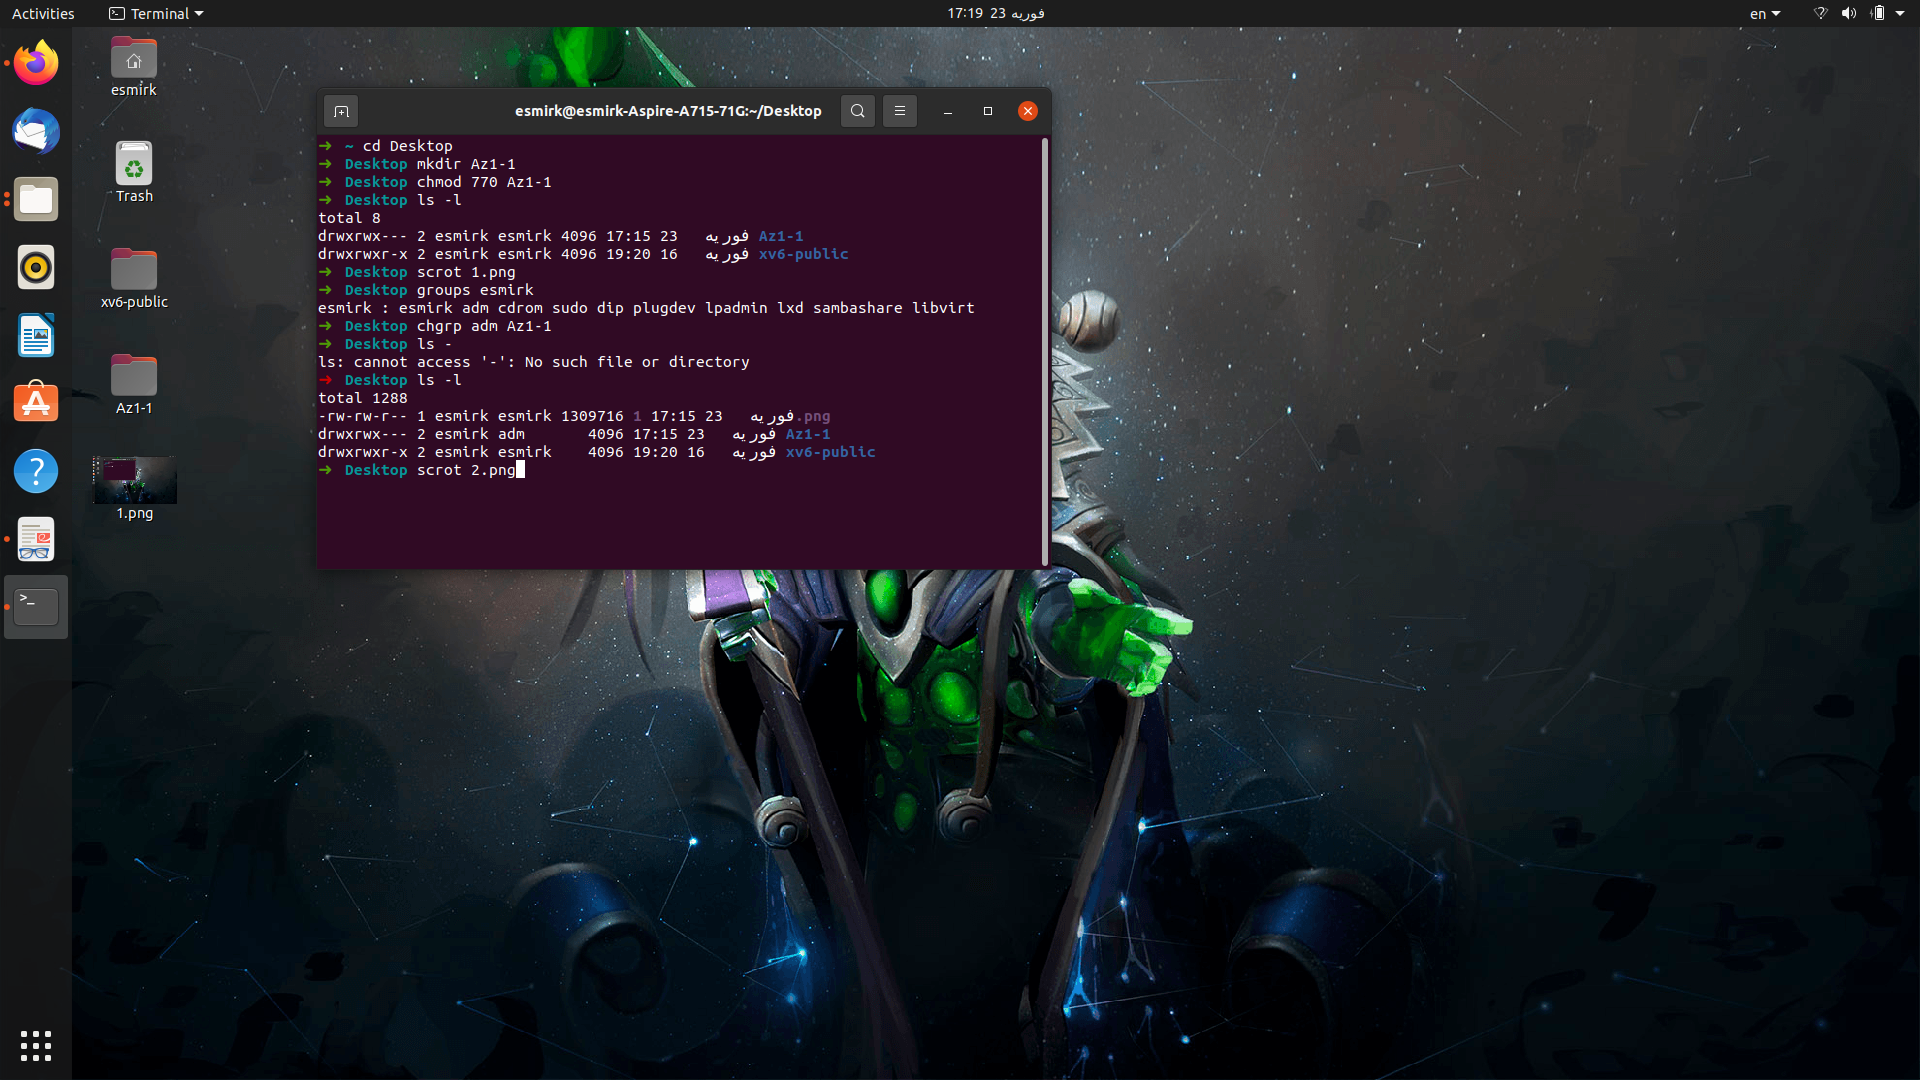 Activities
Terminal
17:19 23 فوریه
en
esmirk
Trash
xv6-public
Az1-1
1.png
esmirk@esmirk-Aspire-A715-71G:~/Desktop
➜ ~ cd Desktop
➜ Desktop mkdir Az1-1
➜ Desktop chmod 770 Az1-1
➜ Desktop ls -l
total 8
drwxrwx--- 2 esmirk esmirk 4096 17:15 23 فوریه Az1-1
drwxrwxr-x 2 esmirk esmirk 4096 19:20 16 فوریه xv6-public
➜ Desktop scrot 1.png
➜ Desktop groups esmirk
esmirk : esmirk adm cdrom sudo dip plugdev lpadmin lxd sambashare libvirt
➜ Desktop chgrp adm Az1-1
➜ Desktop ls -
ls: cannot access '-': No such file or directory
➜ Desktop ls -l
total 1288
-rw-rw-r-- 1 esmirk esmirk 1309716 1 17:15 23 فوریه.png
drwxrwx--- 2 esmirk adm 4096 17:15 23 فوریه Az1-1
drwxrwxr-x 2 esmirk esmirk 4096 19:20 16 فوریه xv6-public
➜ Desktop scrot 2.png